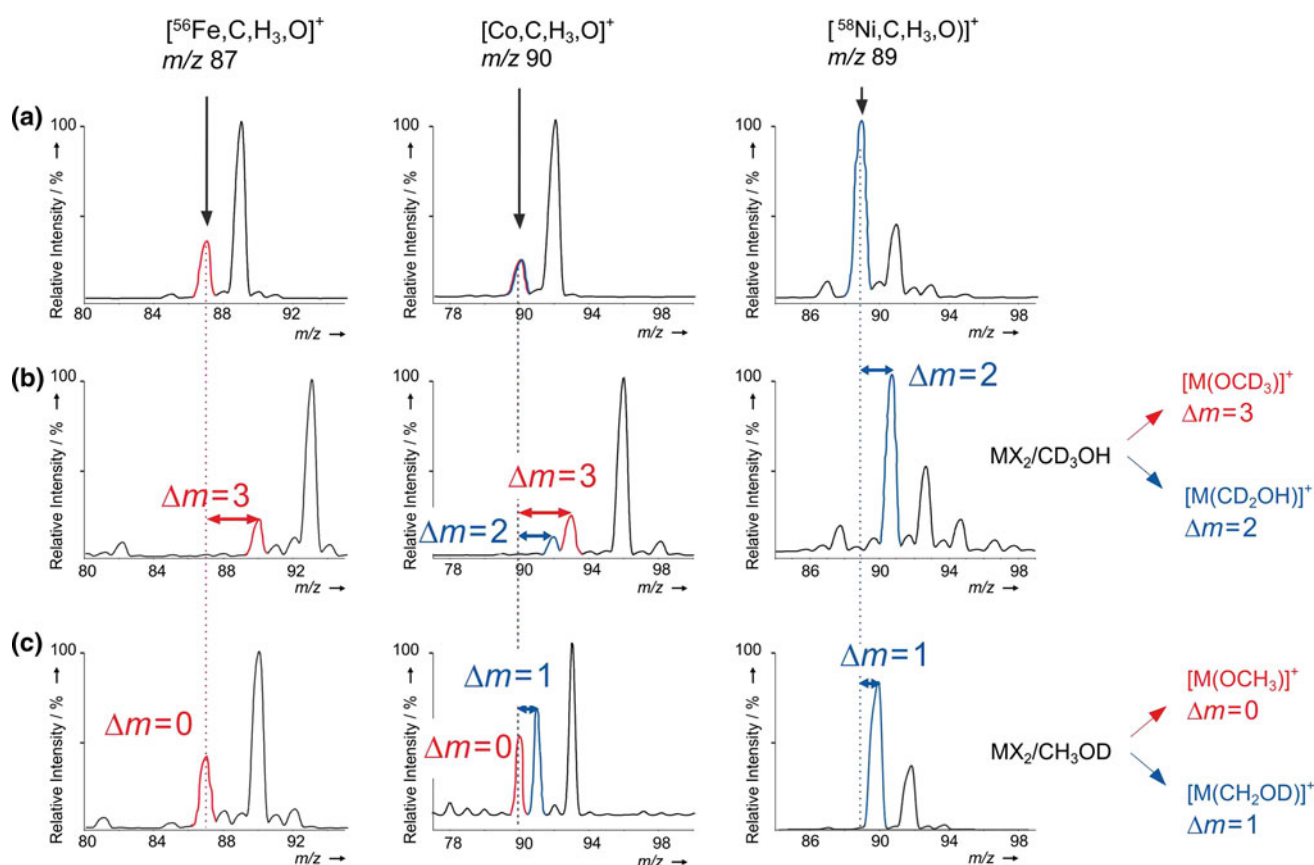 [⁵⁶Fe,C,H₃,O]⁺
m/z 87
[Co,C,H₃,O]⁺
m/z 90
[⁵⁸Ni,C,H₃,O)]⁺
m/z 89
(a)
Relative Intensity / % →
100
80 84 88 92
m/z →
Relative Intensity / % →
100
78 90 94 98
m/z →
Relative Intensity / % →
100
86 90 94 98
m/z →
(b)
Relative Intensity / % →
100
Δm=3
80 84 88 92
m/z →
Relative Intensity / % →
100
Δm=3
Δm=2
78 90 94 98
m/z →
Relative Intensity / % →
100
Δm=2
86 90 94 98
m/z →
MX₂/CD₃OH
[M(OCD₃)]⁺
Δm=3
[M(CD₂OH)]⁺
Δm=2
(c)
Relative Intensity / % →
100
Δm=0
80 84 88 92
m/z →
Relative Intensity / % →
100
Δm=1
Δm=0
78 90 94 98
m/z →
Relative Intensity / % →
100
Δm=1
86 90 94 98
m/z →
MX₂/CH₃OD
[M(OCH₃)]⁺
Δm=0
[M(CH₂OD)]⁺
Δm=1